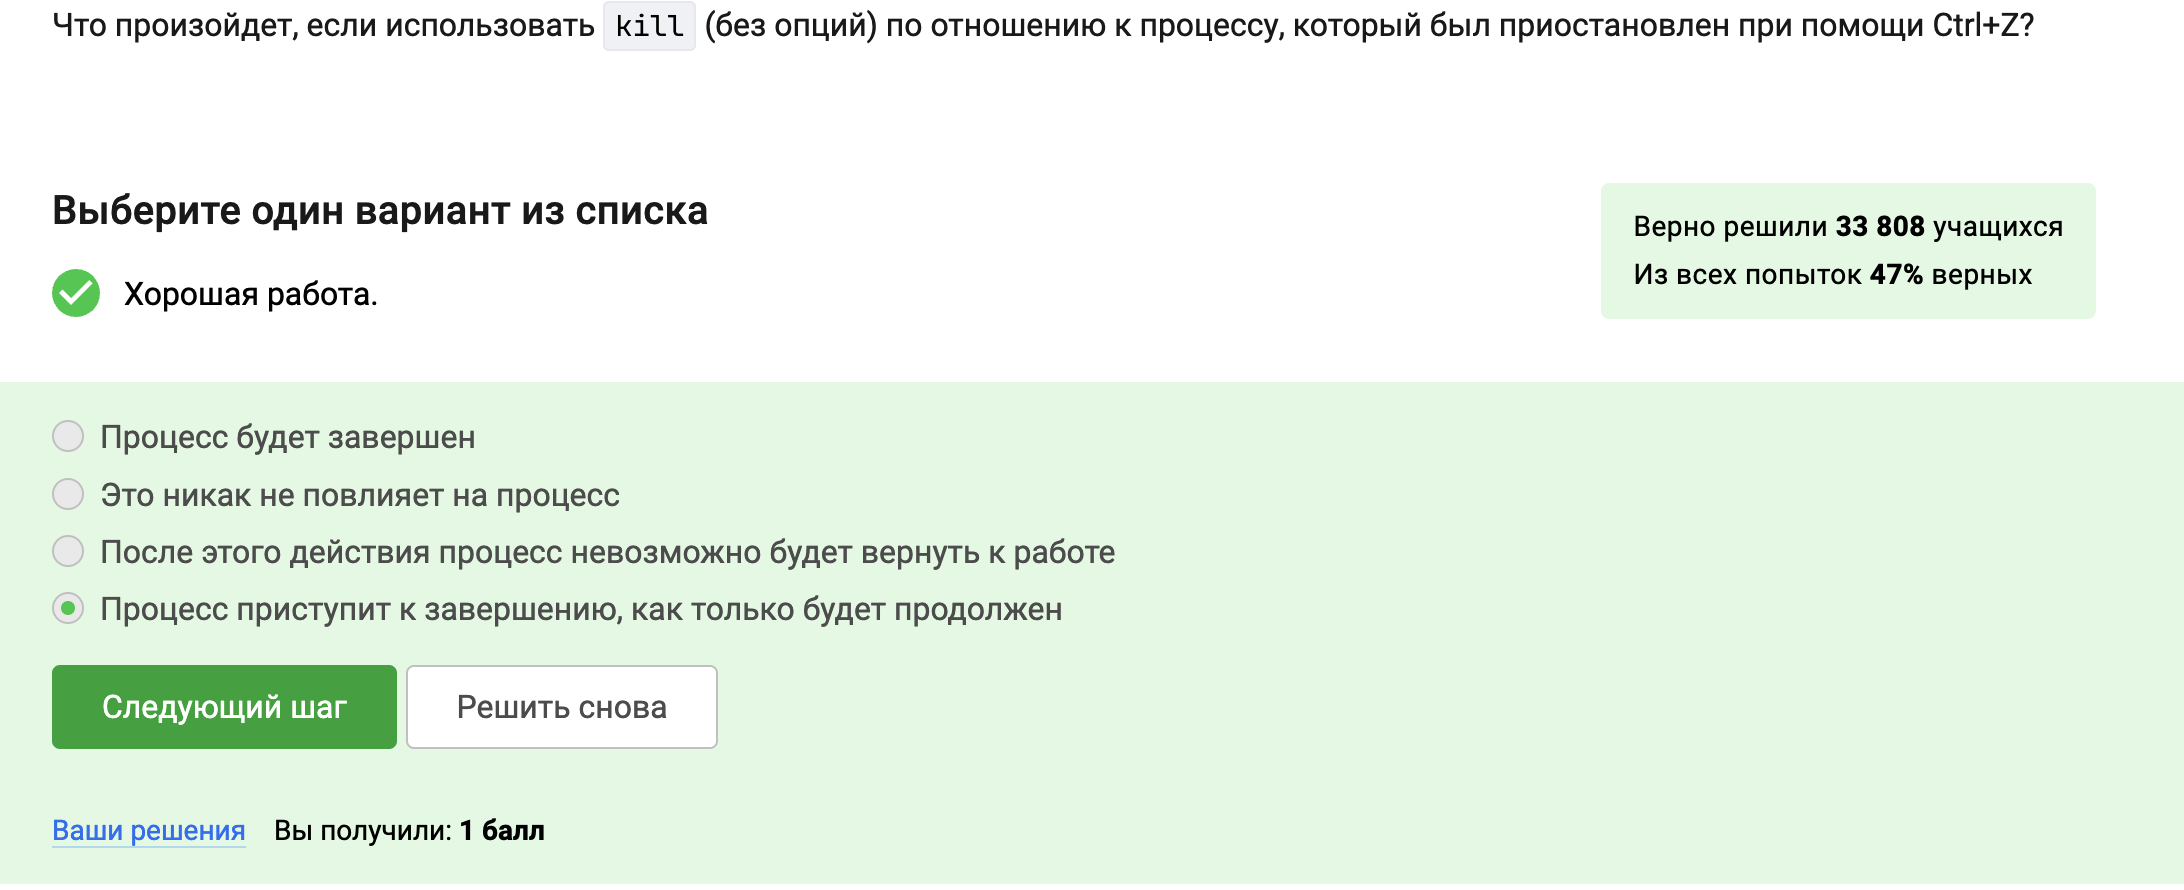 Что произойдет, если использовать kill (без опций) по отношению к процессу, который был приостановлен при помощи Ctrl+Z?
Выберите один вариант из списка
Хорошая работа.
Верно решили 33 808 учащихся
Из всех попыток 47% верных
Процесс будет завершен
Это никак не повлияет на процесс
После этого действия процесс невозможно будет вернуть к работе
Процесс приступит к завершению, как только будет продолжен
Следующий шаг Решить снова
Ваши решения Вы получили: 1 балл